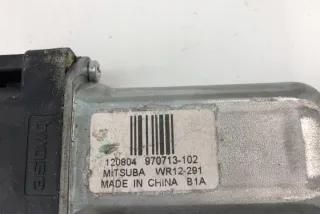 120804 970713-102
MITSUBA WR12-291
MADE IN CHINA B1A